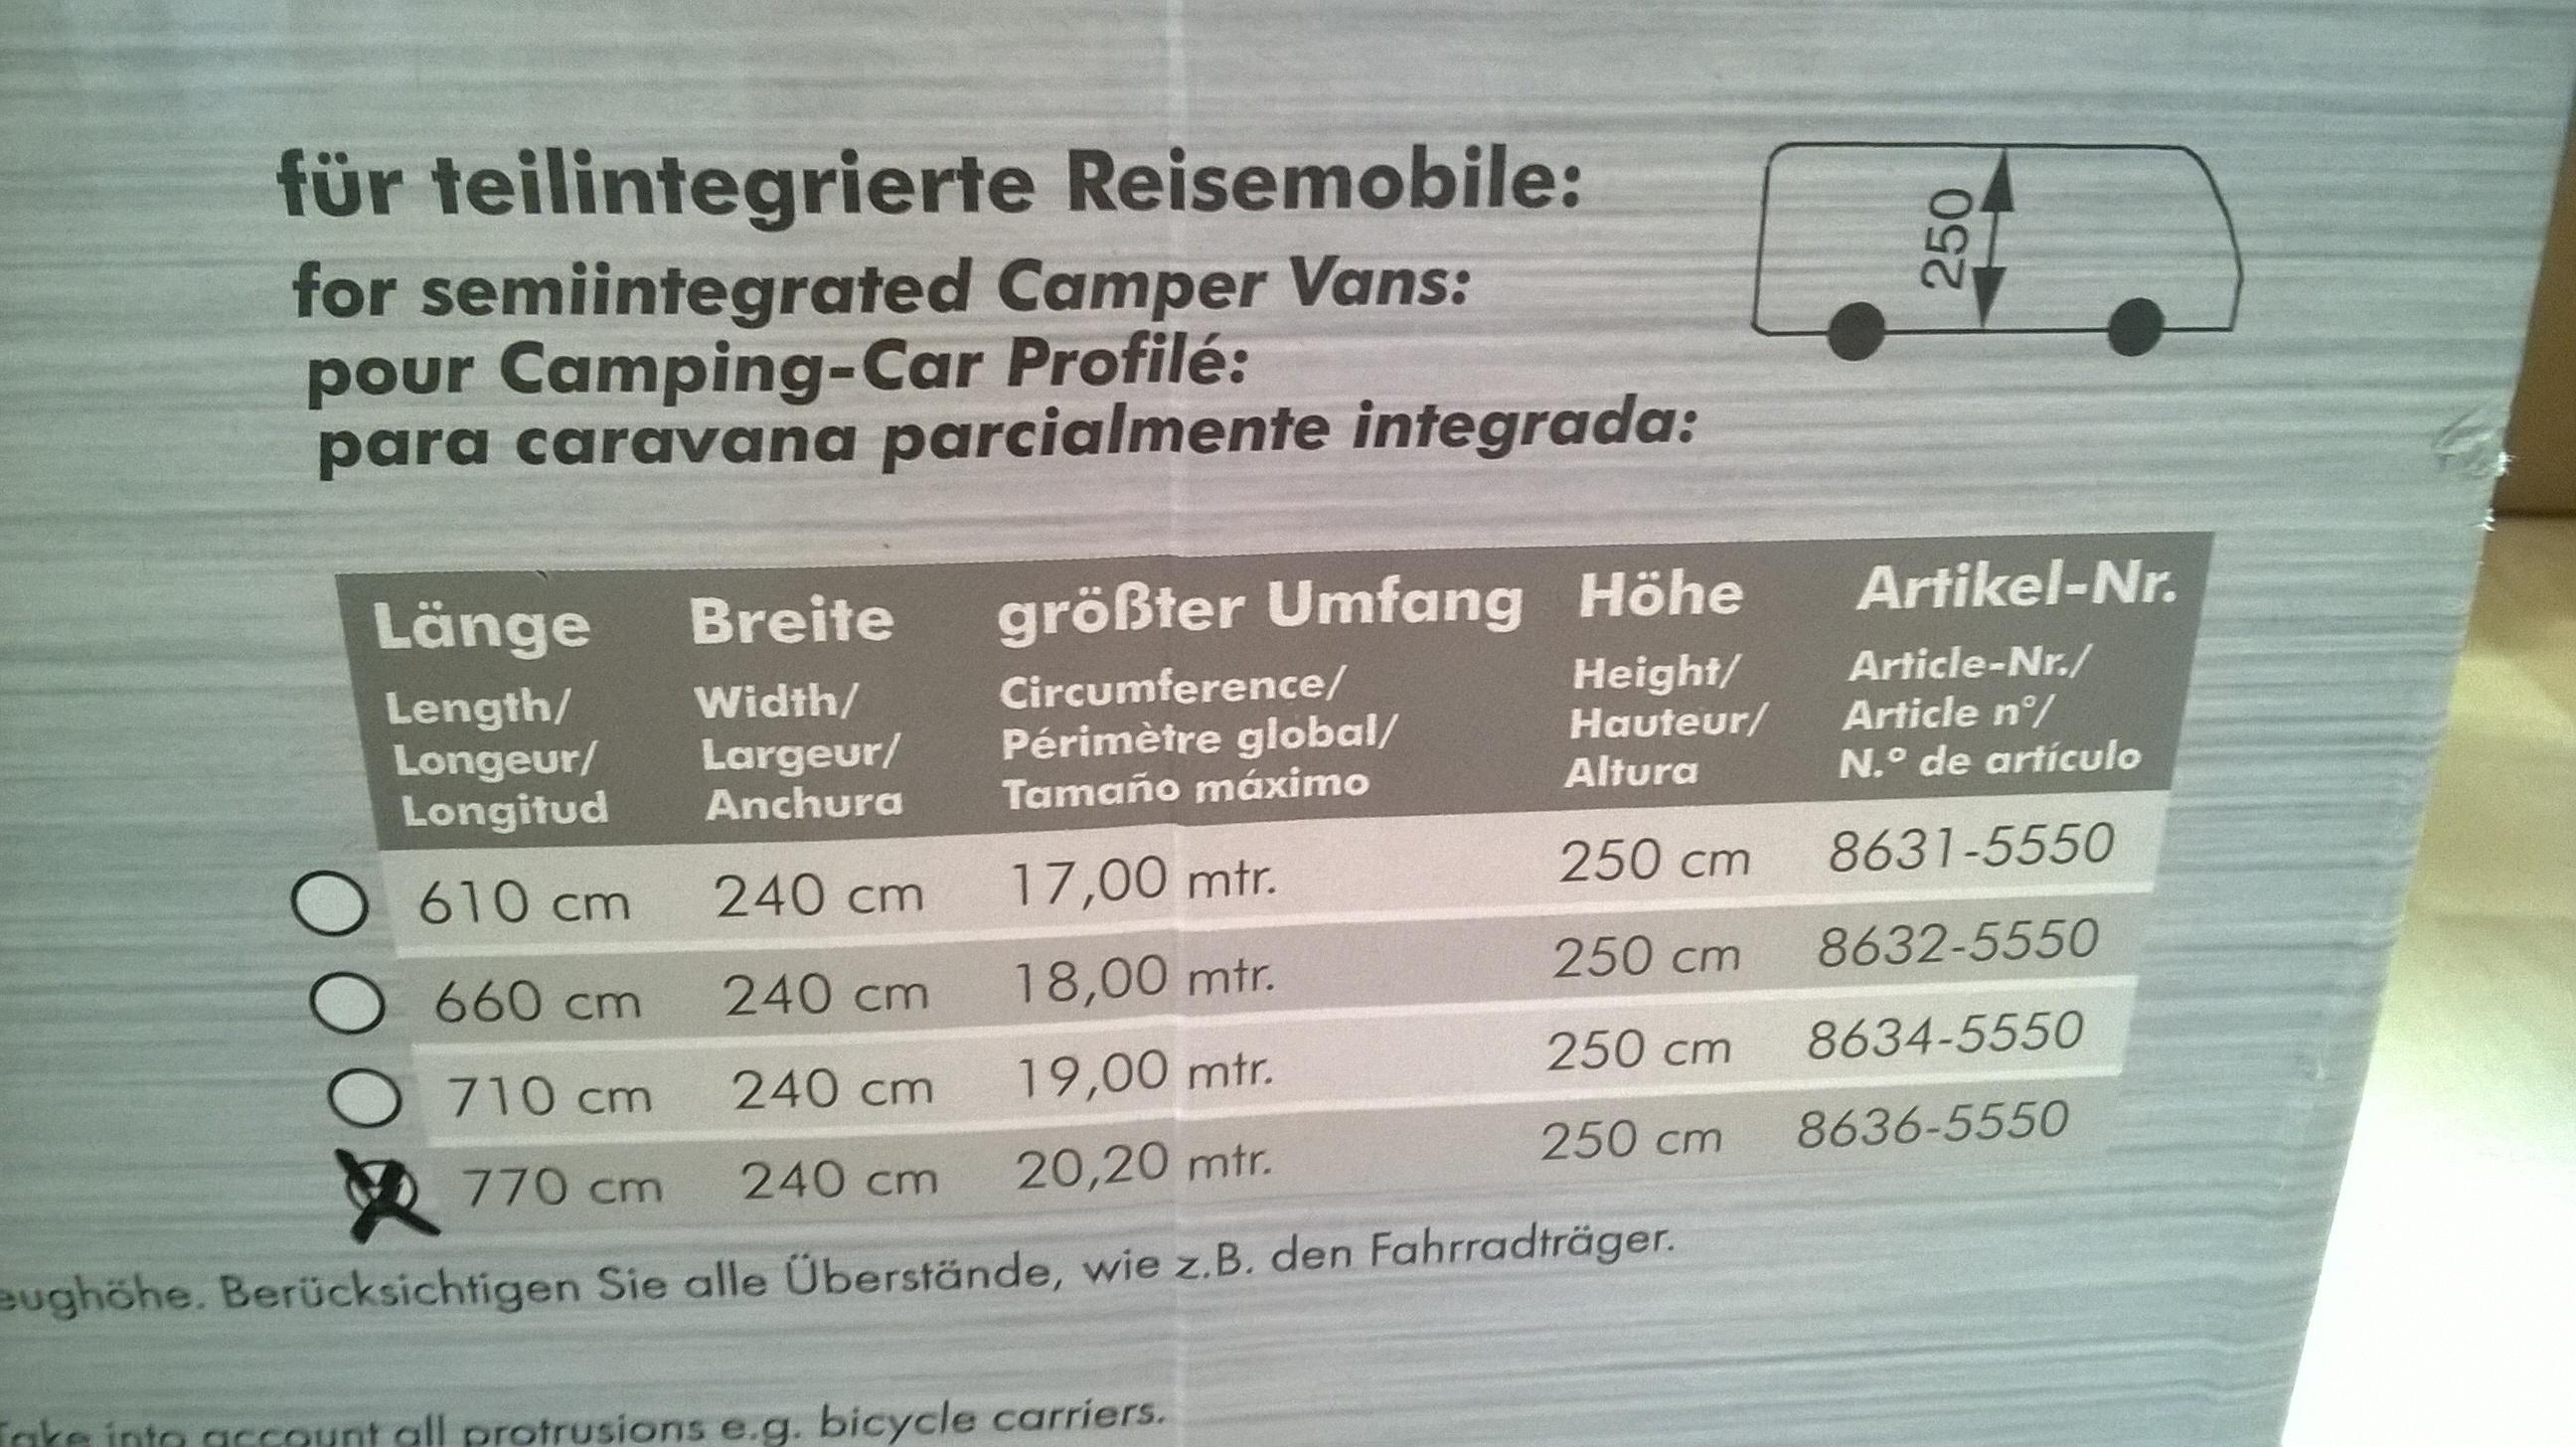 für teilintegrierte Reisemobile:
for semiintegrated Camper Vans:
pour Camping-Car Profilé:
para caravana parcialmente integrada:
250
Länge Breite größter Umfang Höhe Artikel-Nr.
Length/ Width/ Circumference/ Height/ Article-Nr./
Longeur/ Largeur/ Périmètre global/ Hauteur/ Article n°/
Longitud Anchura Tamaño máximo Altura N.° de artículo
610 cm 240 cm 17,00 mtr. 250 cm 8631-5550
660 cm 240 cm 18,00 mtr. 250 cm 8632-5550
710 cm 240 cm 19,00 mtr. 250 cm 8634-5550
770 cm 240 cm 20,20 mtr. 250 cm 8636-5550
eughöhe. Berücksichtigen Sie alle Überstände, wie z.B. den Fahrradträger.
Take into account all protrusions e.g. bicycle carriers.